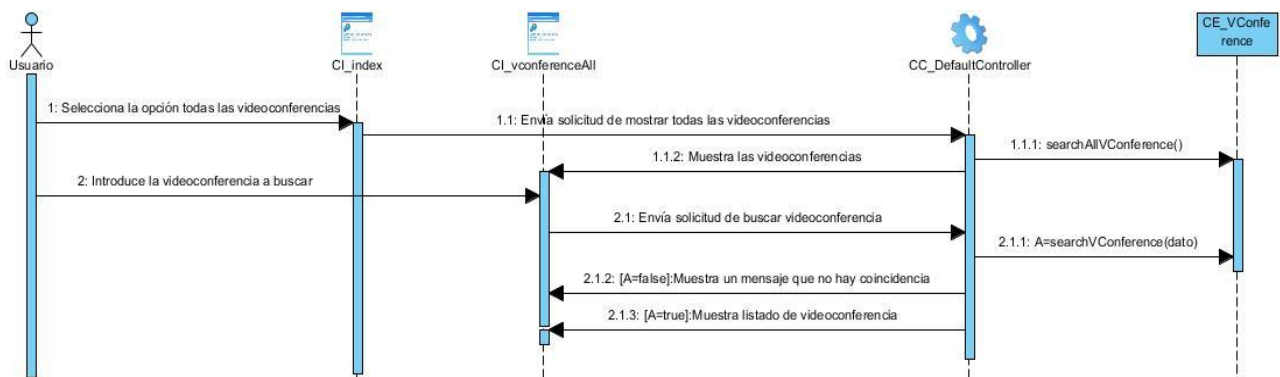 Usuario
CI_index
CI_vconferenceAll
CC_DefaultController
CE_VConfe
rence
1: Selecciona la opción todas las videoconferencias
1.1: Envía solicitud de mostrar todas las videoconferencias
1.1.1: searchAllVConference()
1.1.2: Muestra las videoconferencias
2: Introduce la videoconferencia a buscar
2.1: Envía solicitud de buscar videoconferencia
2.1.1: A=searchVConference(dato)
2.1.2: [A=false]:Muestra un mensaje que no hay coincidencia
2.1.3: [A=true]:Muestra listado de videoconferencia